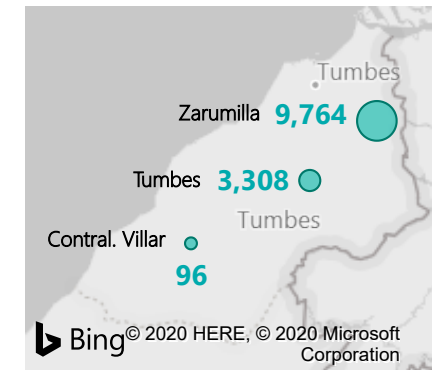 Tumbes
Zarumilla 9,764
Tumbes 3,308
Tumbes
Contral. Villar
96
Bing © 2020 HERE, © 2020 Microsoft
Corporation